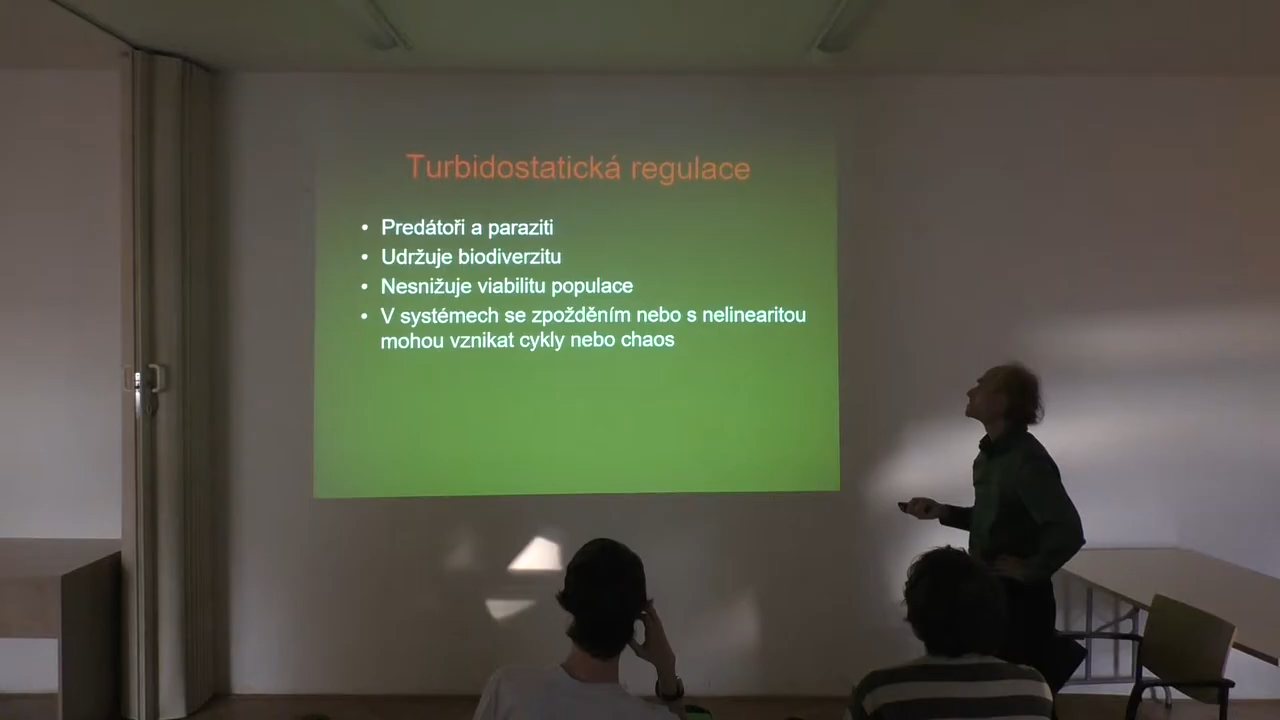 Turbidostatická regulace
• Predátoři a paraziti
• Udržuje biodiverzitu
• Nesnižuje viabilitu populace
• V systémech se zpožděním nebo s nelinearitou
mohou vznikat cykly nebo chaos